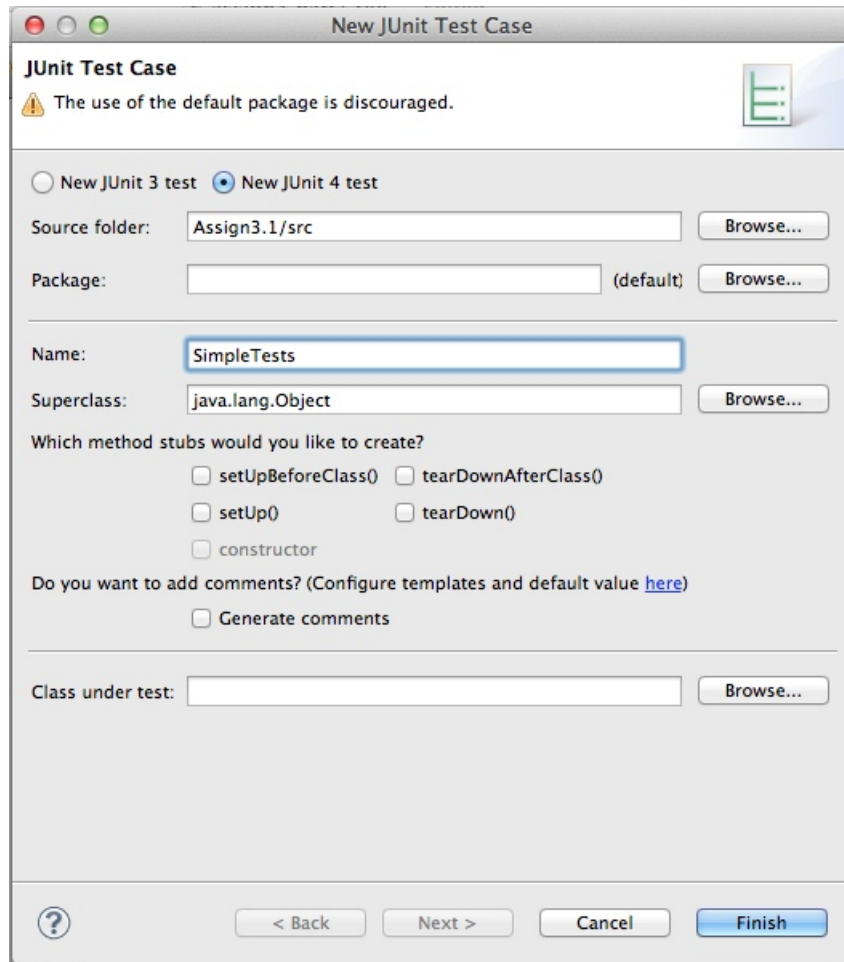 New JUnit Test Case
JUnit Test Case
The use of the default package is discouraged.
New JUnit 3 test New JUnit 4 test
Source folder: Assign3.1/src Browse...
Package: (default) Browse...
Name: SimpleTests
Superclass: java.lang.Object Browse...
Which method stubs would you like to create?
setUpBeforeClass() tearDownAfterClass()
setUp() tearDown()
constructor
Do you want to add comments? (Configure templates and default value here)
Generate comments
Class under test: Browse...
? < Back Next > Cancel Finish